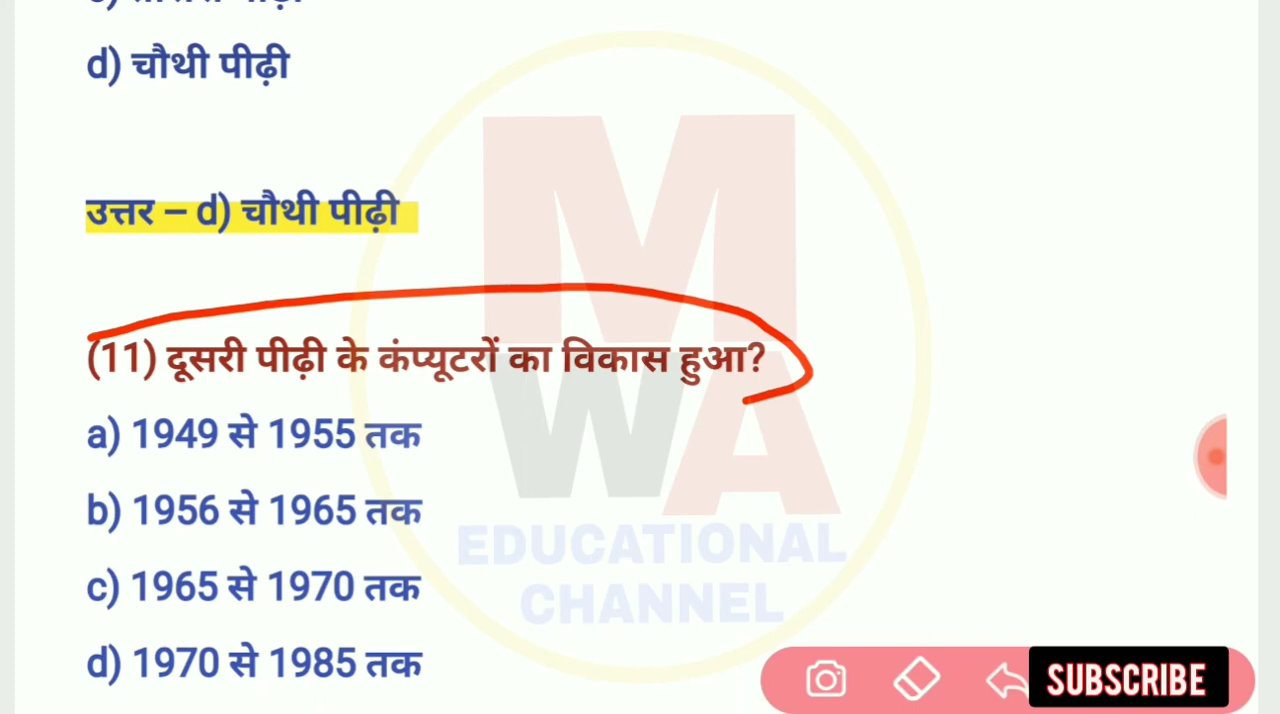 d) चौथी पीढ़ी
उत्तर – d) चौथी पीढ़ी
(11) दूसरी पीढ़ी के कंप्यूटरों का विकास हुआ?
a) 1949 से 1955 तक
b) 1956 से 1965 तक
c) 1965 से 1970 तक
d) 1970 से 1985 तक
M
WA
EDUCATIONAL
CHANNEL
SUBSCRIBE